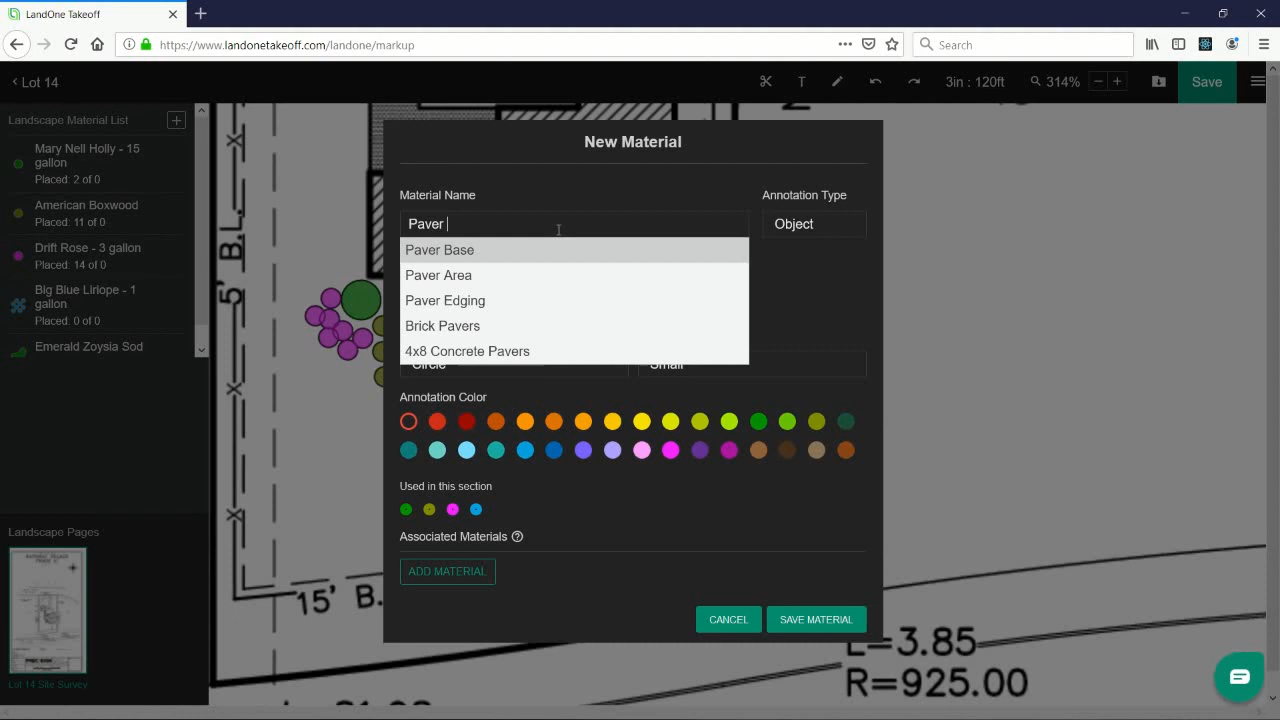 LandOne Takeoff
https://www.landonetakeoff.com/landone/markup
Search
Lot 14
T
3in : 120ft
314%
Save
Landscape Material List
Mary Nell Holly - 15
gallon
Placed: 2 of 0
American Boxwood
Placed: 11 of 0
Drift Rose - 3 gallon
Placed: 14 of 0
Big Blue Liriope - 1
gallon
Placed: 0 of 0
Emerald Zoysia Sod
Landscape Pages
Lot 14 Site Survey
New Material
Material Name
Annotation Type
Paver
Object
Paver Base
Paver Area
Paver Edging
Brick Pavers
4x8 Concrete Pavers
Circle
Small
Annotation Color
Used in this section
Associated Materials
ADD MATERIAL
CANCEL
SAVE MATERIAL
5' B.L.
15' B.
L=3.85
R=925.00